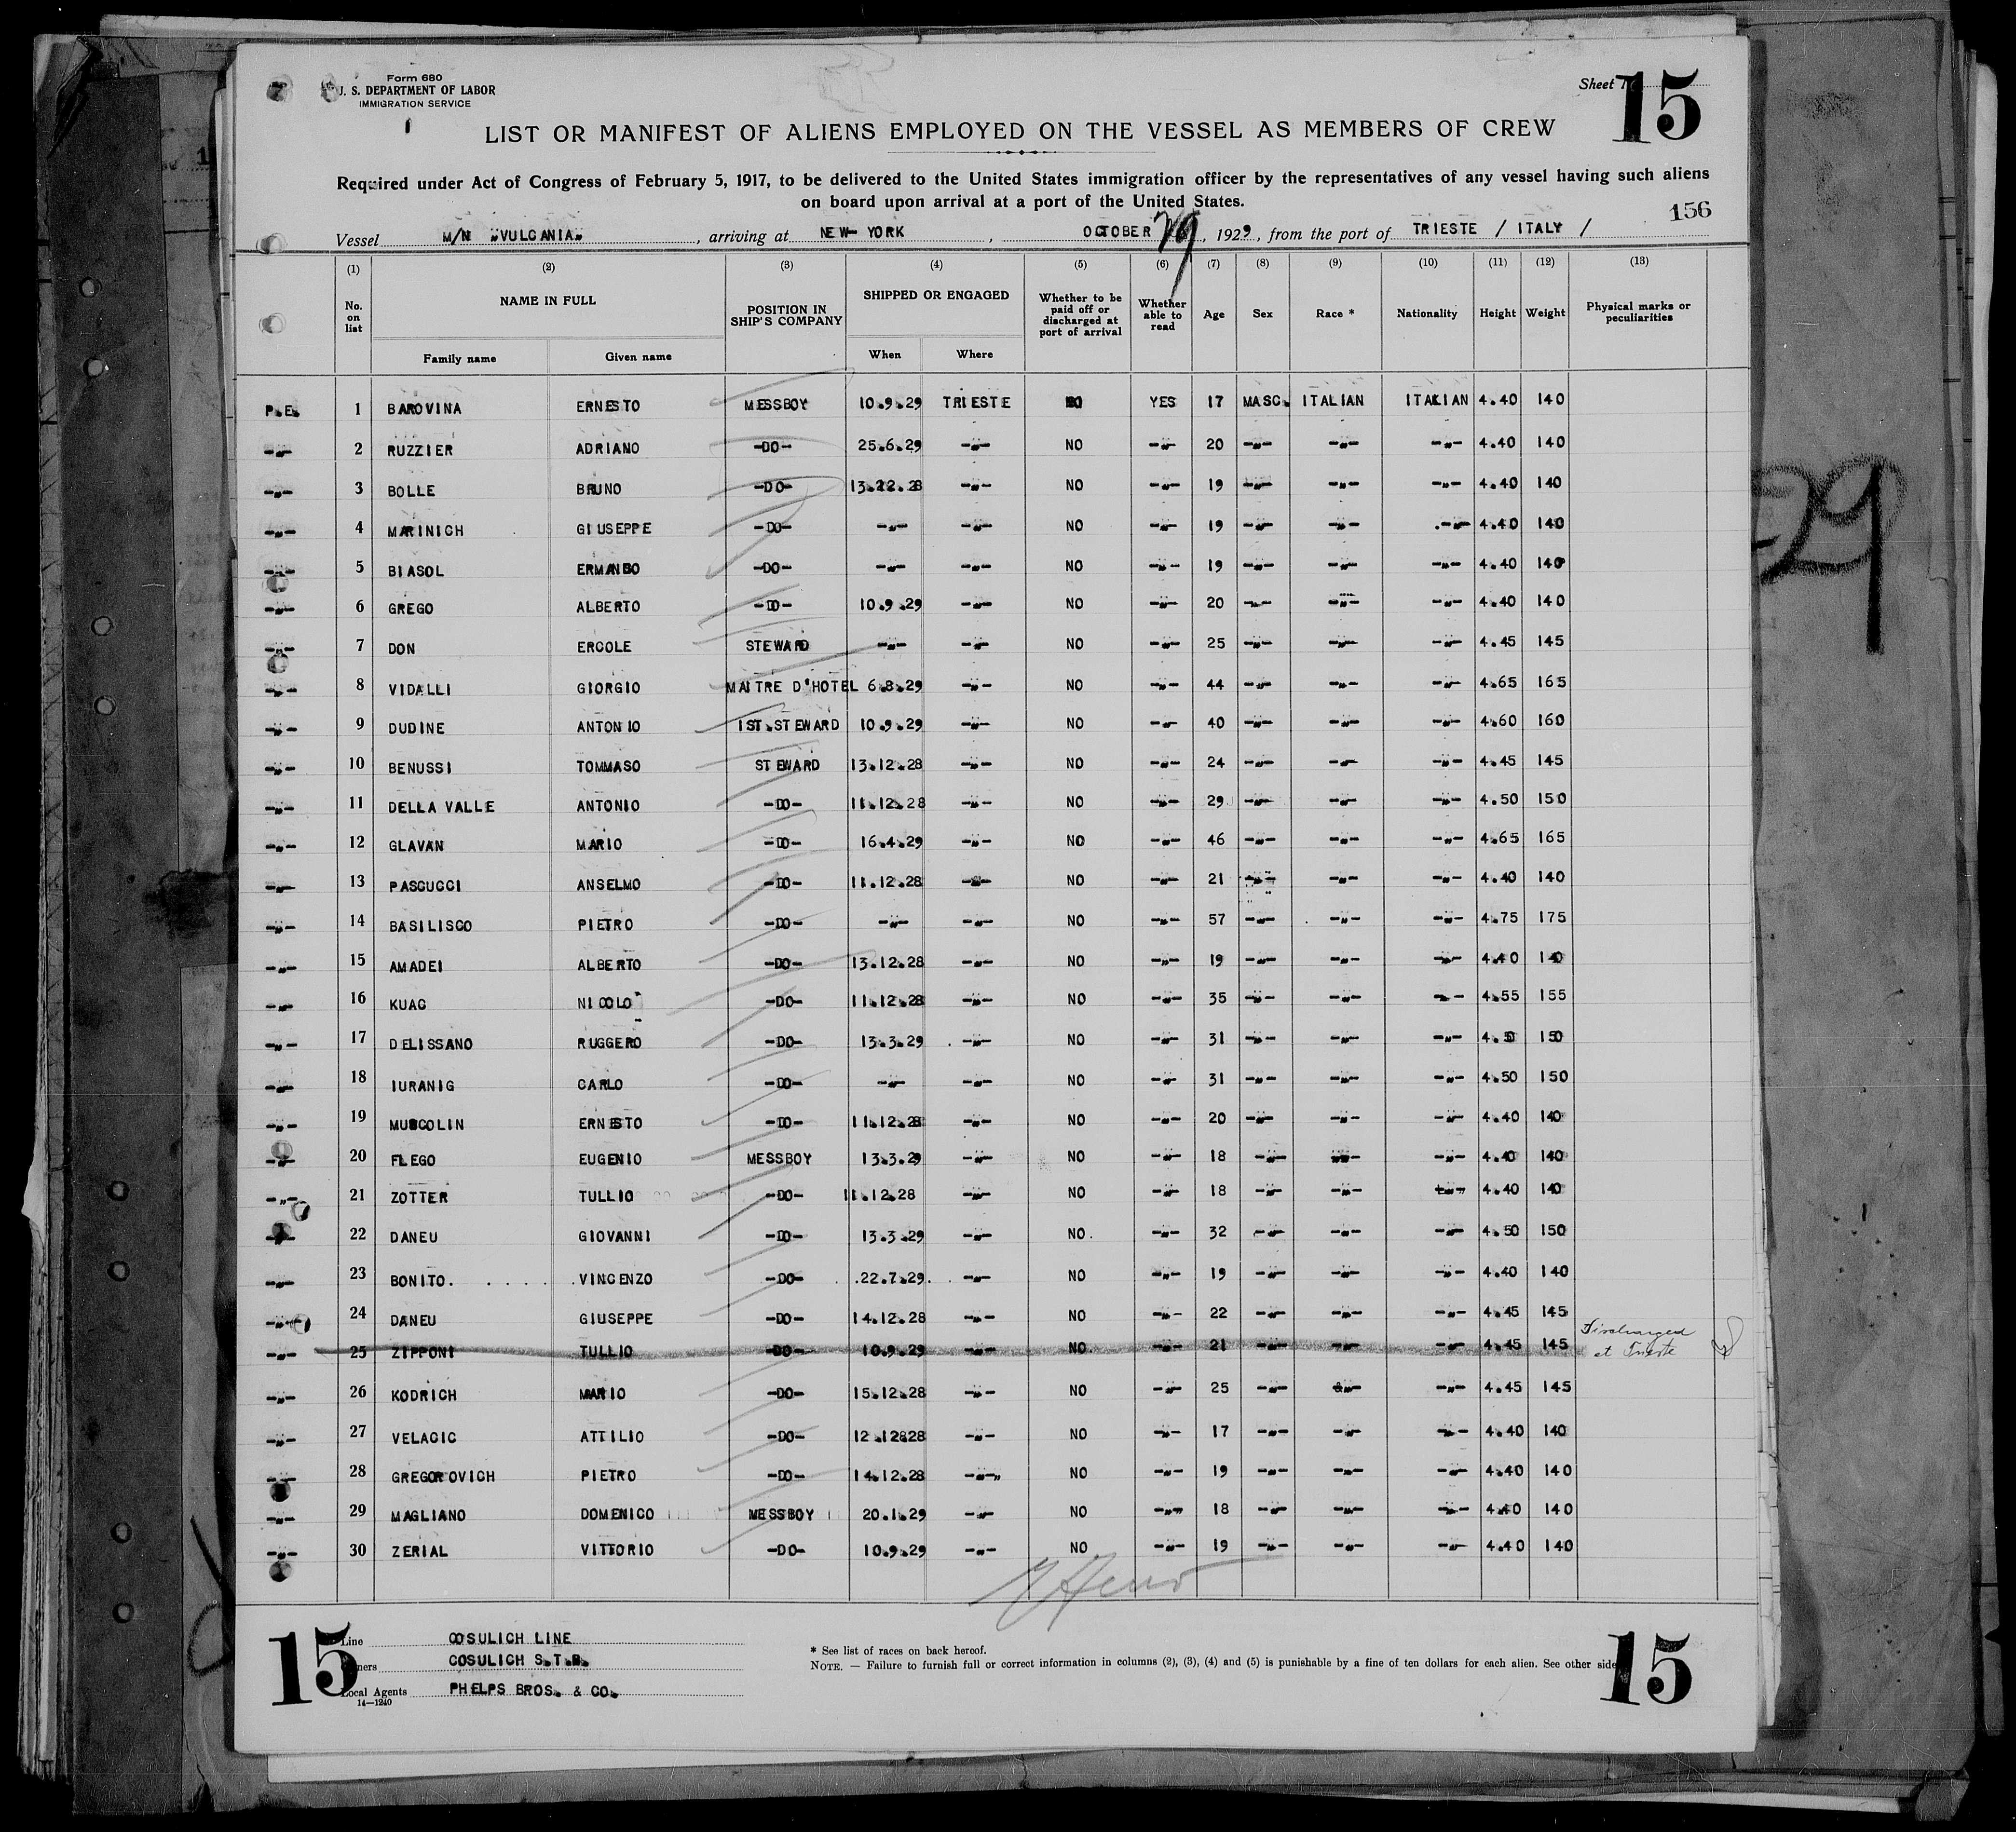 Form 680
U. S. DEPARTMENT OF LABOR
IMMIGRATION SERVICE
Sheet
15
LIST OR MANIFEST OF ALIENS EMPLOYED ON THE VESSEL AS MEMBERS OF CREW
Required under Act of Congress of February 5, 1917, to be delivered to the United States immigration officer by the representatives of any vessel having such aliens
on board upon arrival at a port of the United States.
156
Vessel M/N „VULCANIA„ , arriving at NEW-YORK , OCTOBER 29 , 1929 , from the port of TRIESTE / ITALY /
(1) (2) (3) (4) (5) (6) (7) (8) (9) (10) (11) (12) (13)
No. on list NAME IN FULL POSITION IN SHIP'S COMPANY SHIPPED OR ENGAGED Whether to be paid off or discharged at port of arrival Whether able to read Age Sex Race * Nationality Height Weight Physical marks or peculiarities
Family name Given name When Where
P.E. 1 BAROVINA ERNESTO MESSBOY 10.9.29 TRIESTE NO YES 17 MASC. ITALIAN ITALIAN 4.40 140
-„- 2 RUZZIER ADRIANO -DO- 25.6.29 -„- NO -„- 20 -„- -„- -„- 4.40 140
-„- 3 BOLLE BRUNO -DO- 13.12.28 -„- NO -„- 19 -„- -„- -„- 4.40 140
-„- 4 MARINICH GIUSEPPE -DO- -„- -„- NO -„- 19 -„- -„- -„- 4.40 140
-„- 5 BIASOL ERMANNO -DO- -„- -„- NO -„- 19 -„- -„- -„- 4.40 140
-„- 6 GREGO ALBERTO -DO- 10.9.29 -„- NO -„- 20 -„- -„- -„- 4.40 140
-„- 7 DON ERCOLE STEWARD -„- -„- NO -„- 25 -„- -„- -„- 4.45 145
-„- 8 VIDALLI GIORGIO MAITRE D'HOTEL 6.8.29 -„- NO -„- 44 -„- -„- -„- 4.65 165
-„- 9 DUDINE ANTONIO 1ST.STEWARD 10.9.29 -„- NO -„- 40 -„- -„- -„- 4.60 160
-„- 10 BENUSSI TOMMASO STEWARD 13.12.28 -„- NO -„- 24 -„- -„- -„- 4.45 145
-„- 11 DELLA VALLE ANTONIO -DO- 11.12.28 -„- NO -„- 29 -„- -„- -„- 4.50 150
-„- 12 GLAVAN MARIO -DO- 16.4.29 -„- NO -„- 46 -„- -„- -„- 4.65 165
-„- 13 PASCUCCI ANSELMO -DO- 11.12.28 -„- NO -„- 21 -„- -„- -„- 4.40 140
-„- 14 BASILISCO PIETRO -DO- -„- -„- NO -„- 57 -„- -„- -„- 4.75 175
-„- 15 AMADEI ALBERTO -DO- 13.12.28 -„- NO -„- 19 -„- -„- -„- 4.40 140
-„- 16 KUAC NICOLO' -DO- 11.12.28 -„- NO -„- 35 -„- -„- -„- 4.55 155
-„- 17 DELISSANO RUGGERO -DO- 13.3.29 -„- NO -„- 31 -„- -„- -„- 4.50 150
-„- 18 IURANIG CARLO -DO- -„- -„- NO -„- 31 -„- -„- -„- 4.50 150
-„- 19 MUSCOLIN ERNESTO -DO- 11.12.28 -„- NO -„- 20 -„- -„- -„- 4.40 140
-„- 20 FLEGO EUGENIO MESSBOY 13.3.29 -„- NO -„- 18 -„- -„- -„- 4.40 140
-„- 21 ZOTTER TULLIO -DO- 11.12.28 -„- NO -„- 18 -„- -„- -„- 4.40 140
-„- 22 DANEU GIOVANNI -DO- 13.3.29 -„- NO. -„- 32 -„- -„- -„- 4.50 150
-„- 23 BONITO. . . . . . VINCENZO -DO- .22.7.29. -„- NO -„- 19 -„- -„- -„- 4.40 140
-„- 24 DANEU GIUSEPPE -DO- 14.12.28 -„- NO -„- 22 -„- -„- -„- 4.45 145
-„- 25 ZIPPONI TULLIO -DO- 10.9.29 -„- NO -„- 21 -„- -„- -„- 4.45 145 Discharged at Trieste
-„- 26 KODRICH MARIO -DO- 15.12.28 -„- NO -„- 25 -„- -„- -„- 4.45 145
-„- 27 VELACIC ATTILIO -DO- 12.12828 -„- NO -„- 17 -„- -„- -„- 4.40 140
-„- 28 GREGOROVICH PIETRO -DO- 14.12.28 -„-„ NO -„- 19 -„- -„- -„- 4.40 140
-„- 29 MAGLIANO DOMENICO MESSBOY 20.1.29 -„- NO -„- 18 -„- -„- -„- 4.40 140
-„- 30 ZERIAL VITTORIO -DO- 10.9.29 -„- NO -„- 19 -„- -„- -„- 4.40 140
15
Line COSULICH LINE
Owners COSULICH S.T.N.
Local Agents PHELPS BROS. & CO.
14—1240
* See list of races on back hereof.
NOTE. — Failure to furnish full or correct information in columns (2), (3), (4) and (5) is punishable by a fine of ten dollars for each alien. See other side
15
29